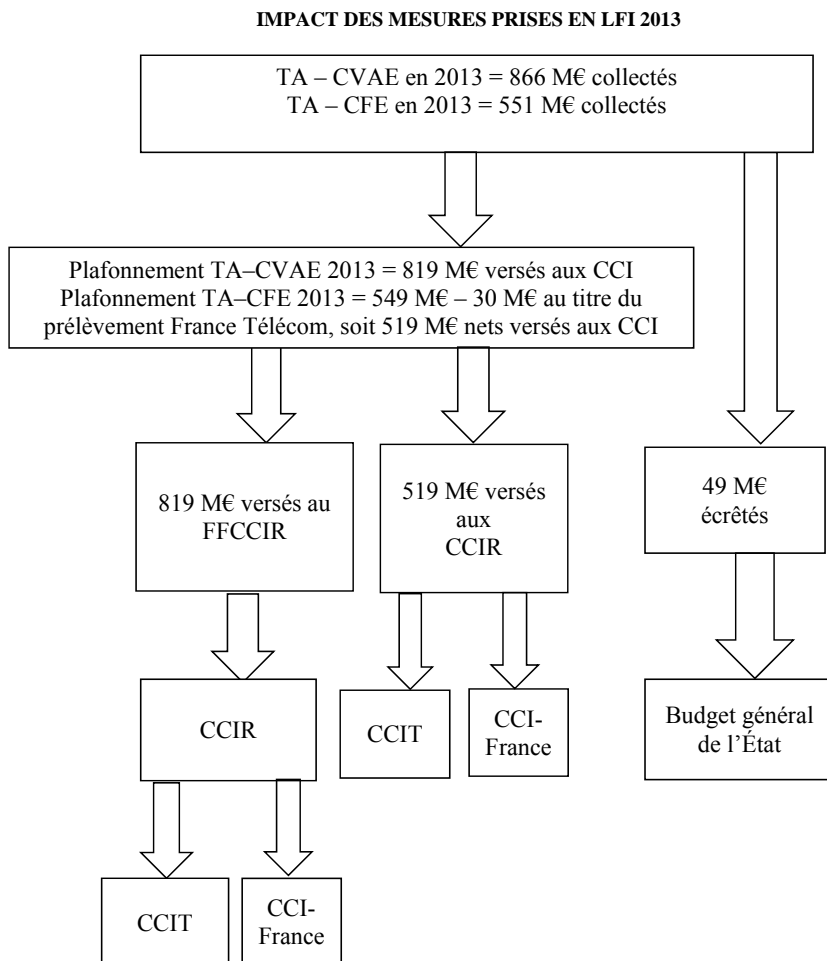 IMPACT DES MESURES PRISES EN LFI 2013
TA – CVAE en 2013 = 866 M€ collectés
TA – CFE en 2013 = 551 M€ collectés
Plafonnement TA–CVAE 2013 = 819 M€ versés aux CCI
Plafonnement TA–CFE 2013 = 549 M€ – 30 M€ au titre du
prélèvement France Télécom, soit 519 M€ nets versés aux CCI
819 M€ versés au
FFCCIR
519 M€ versés
aux
CCIR
49 M€
écrêtés
CCIR
CCIT
CCI-
France
Budget général
de l’État
CCIT
CCI-
France